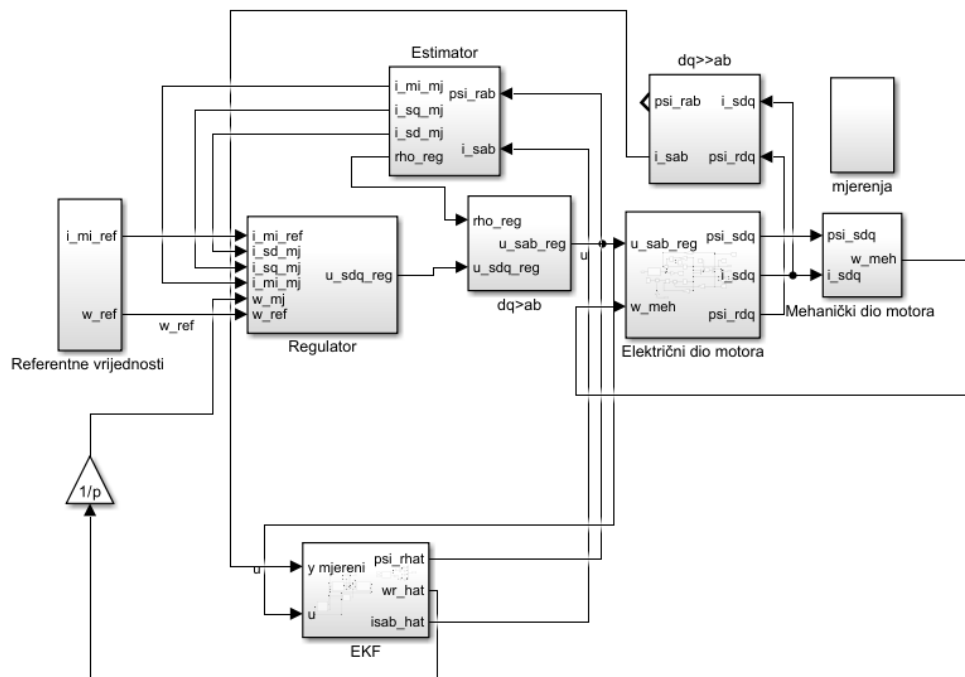 Estimator
i_mi_mj
i_sq_mj
i_sd_mj
rho_reg
psi_rab
i_sab
dq>>ab
psi_rab
i_sab
i_sdq
psi_rdq
mjerenja
i_mi_ref
w_ref
Referentne vrijednosti
w_ref
i_mi_ref
i_sd_mj
i_sq_mj
i_mi_mj
w_mj
w_ref
u_sdq_reg
Regulator
rho_reg
u_sdq_reg
u_sab_reg
dq>ab
u
u_sab_reg
w_meh
psi_sdq
i_sdq
psi_rdq
Električni dio motora
psi_sdq
i_sdq
w_meh
Mehanički dio motora
1/p
u
y mjereni
u
psi_rhat
wr_hat
isab_hat
EKF